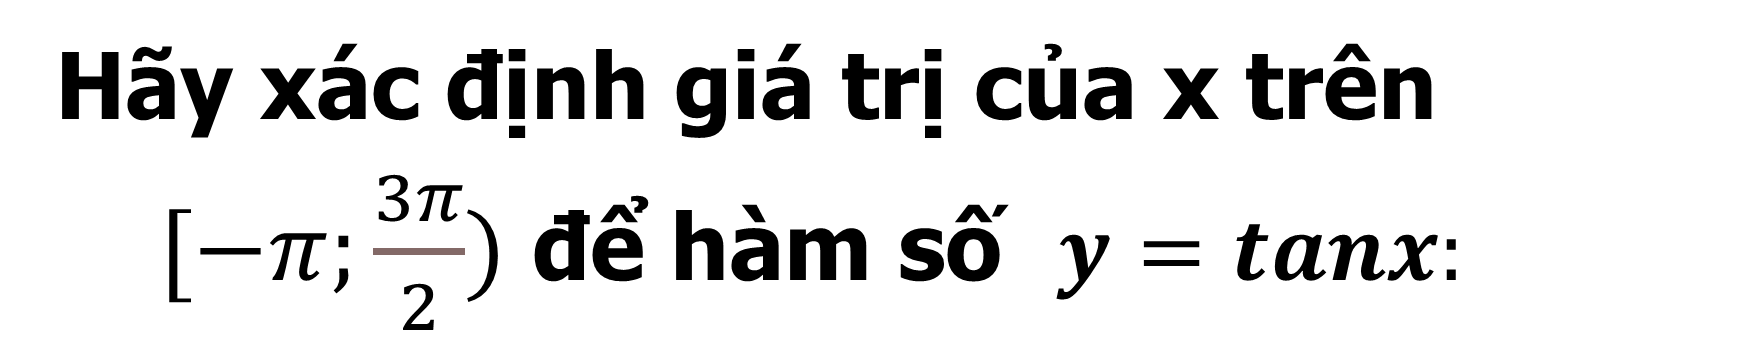 Hãy xác định giá trị của x trên
[−π; 3π/2) để hàm số y = tanx: